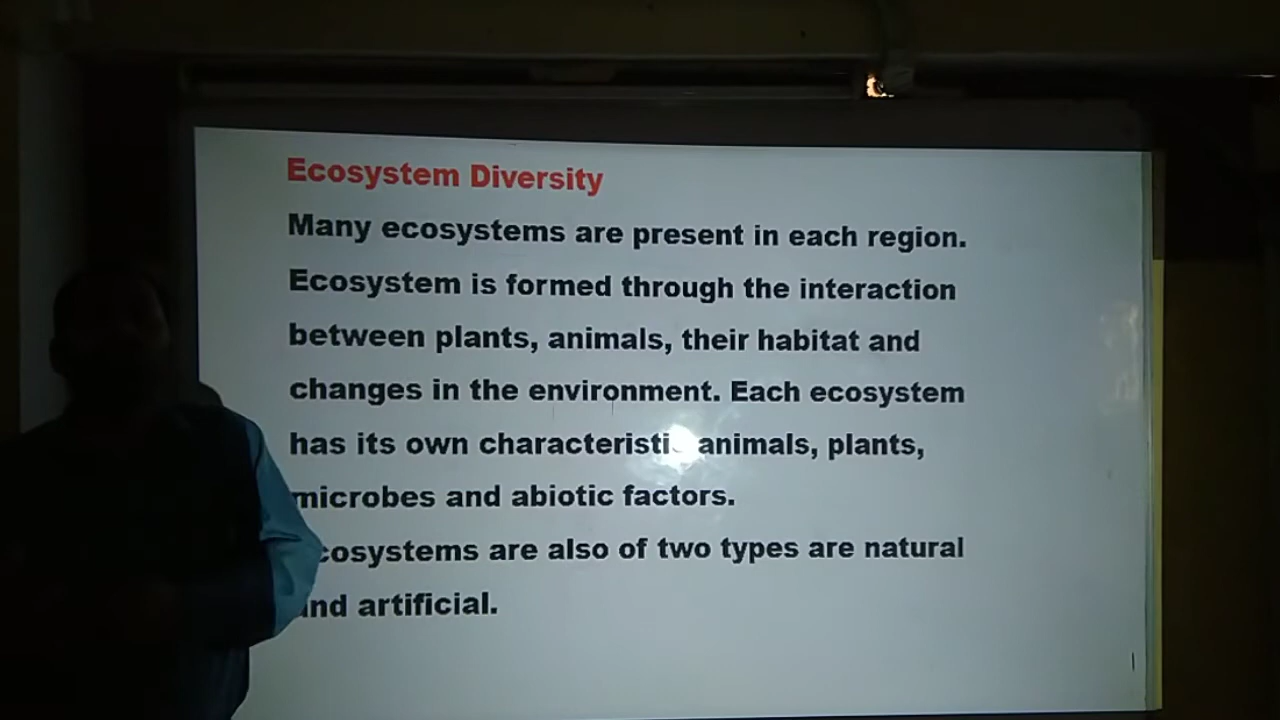 Ecosystem Diversity
Many ecosystems are present in each region.
Ecosystem is formed through the interaction
between plants, animals, their habitat and
changes in the environment. Each ecosystem
has its own characteristic animals, plants,
microbes and abiotic factors.
Ecosystems are also of two types are natural
and artificial.